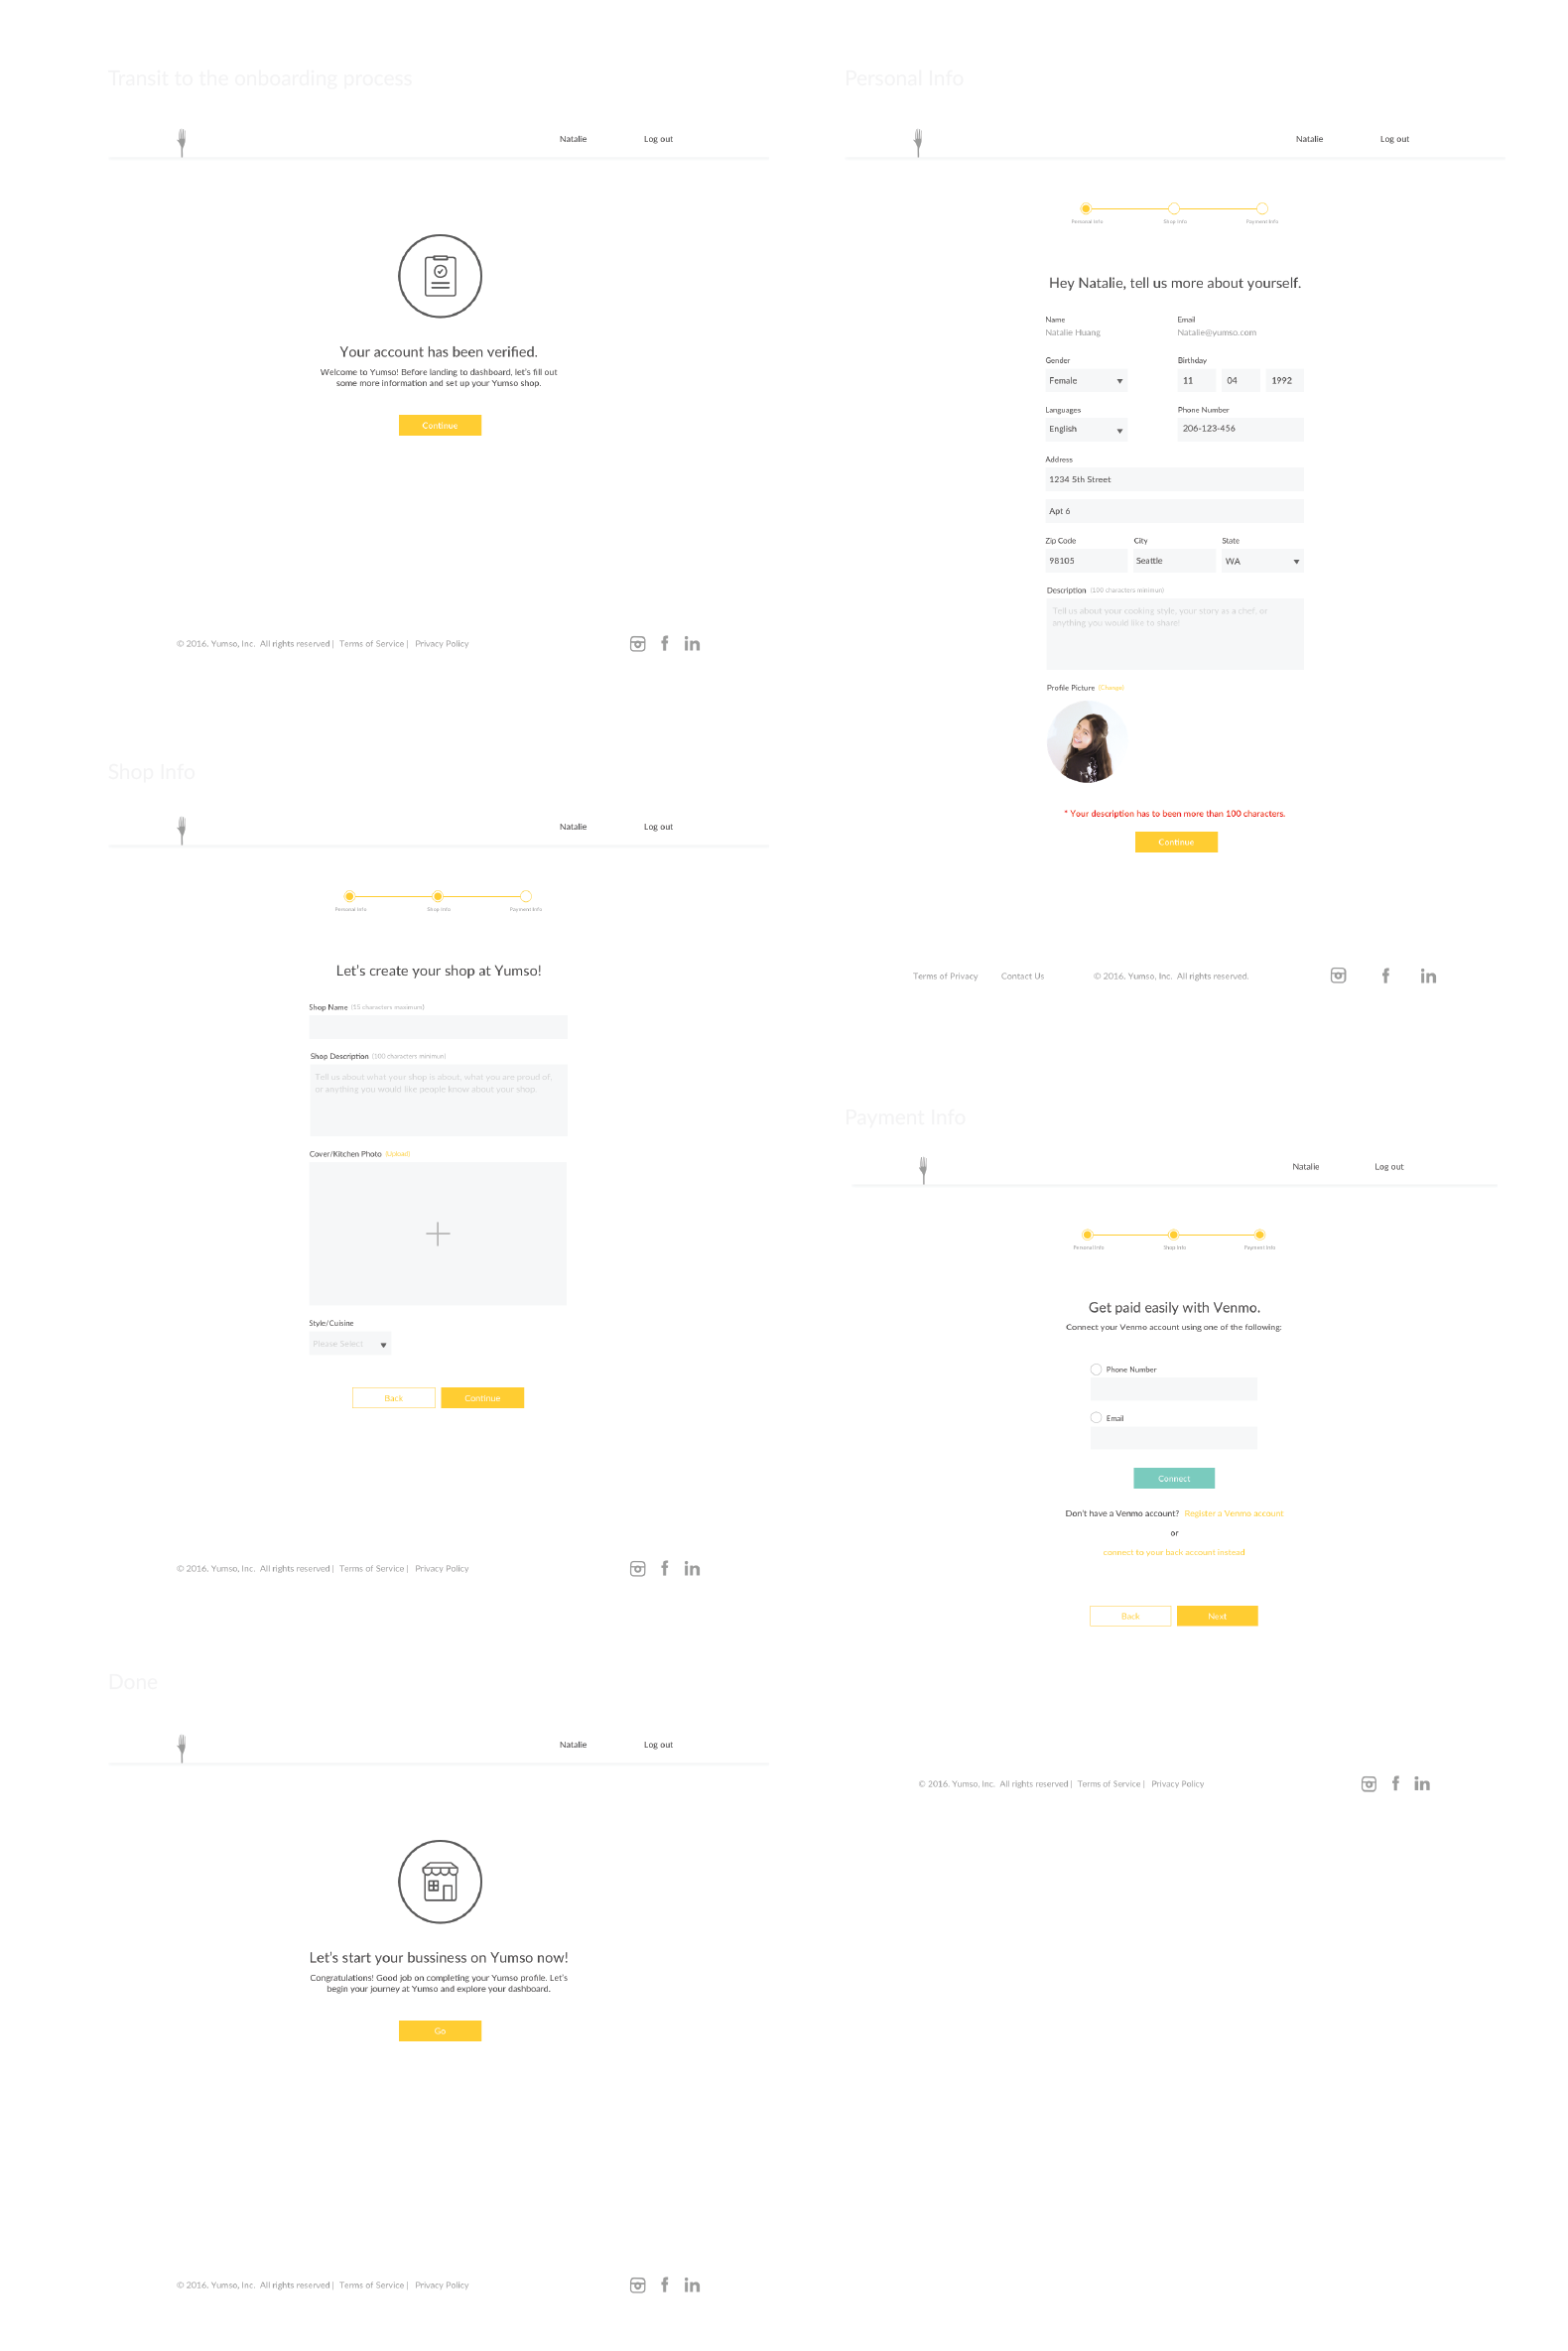 Transit to the onboarding process
Natalie Log out
Your account has been verified.
Welcome to Yumso! Before landing to dashboard, let's fill out
some more information and set up your Yumso shop.
Continue
© 2016. Yumso, Inc. All rights reserved | Terms of Service | Privacy Policy
Personal Info
Natalie Log out
Personal Info Shop Info Payment Info
Hey Natalie, tell us more about yourself.
Name Email
Natalie Huang Natalie@yumso.com
Gender Birthday
Female 11 04 1992
Languages Phone Number
English 206-123-456
Address
1234 5th Street
Apt 6
Zip Code City State
98105 Seattle WA
Description (100 characters minimun)
Tell us about your cooking style, your story as a chef, or
anything you would like to share!
Profile Picture (Change)
* Your description has to been more than 100 characters.
Continue
Terms of Privacy Contact Us © 2016. Yumso, Inc. All rights reserved.
Shop Info
Natalie Log out
Personal Info Shop Info Payment Info
Let's create your shop at Yumso!
Shop Name (15 characters maximum)
Shop Description (100 characters minimun)
Tell us about what your shop is about, what you are proud of,
or anything you would like people know about your shop.
Cover/Kitchen Photo (Upload)
Style/Cuisine
Please Select
Back Continue
© 2016. Yumso, Inc. All rights reserved | Terms of Service | Privacy Policy
Payment Info
Natalie Log out
Personal Info Shop Info Payment Info
Get paid easily with Venmo.
Connect your Venmo account using one of the following:
Phone Number
Email
Connect
Don't have a Venmo account? Register a Venmo account
or
connect to your back account instead.
Back Next
© 2016. Yumso, Inc. All rights reserved | Terms of Service | Privacy Policy
Done
Natalie Log out
Let's start your bussiness on Yumso now!
Congratulations! Good job on completing your Yumso profile. Let's
begin your journey at Yumso and explore your dashboard.
Go
© 2016. Yumso, Inc. All rights reserved | Terms of Service | Privacy Policy